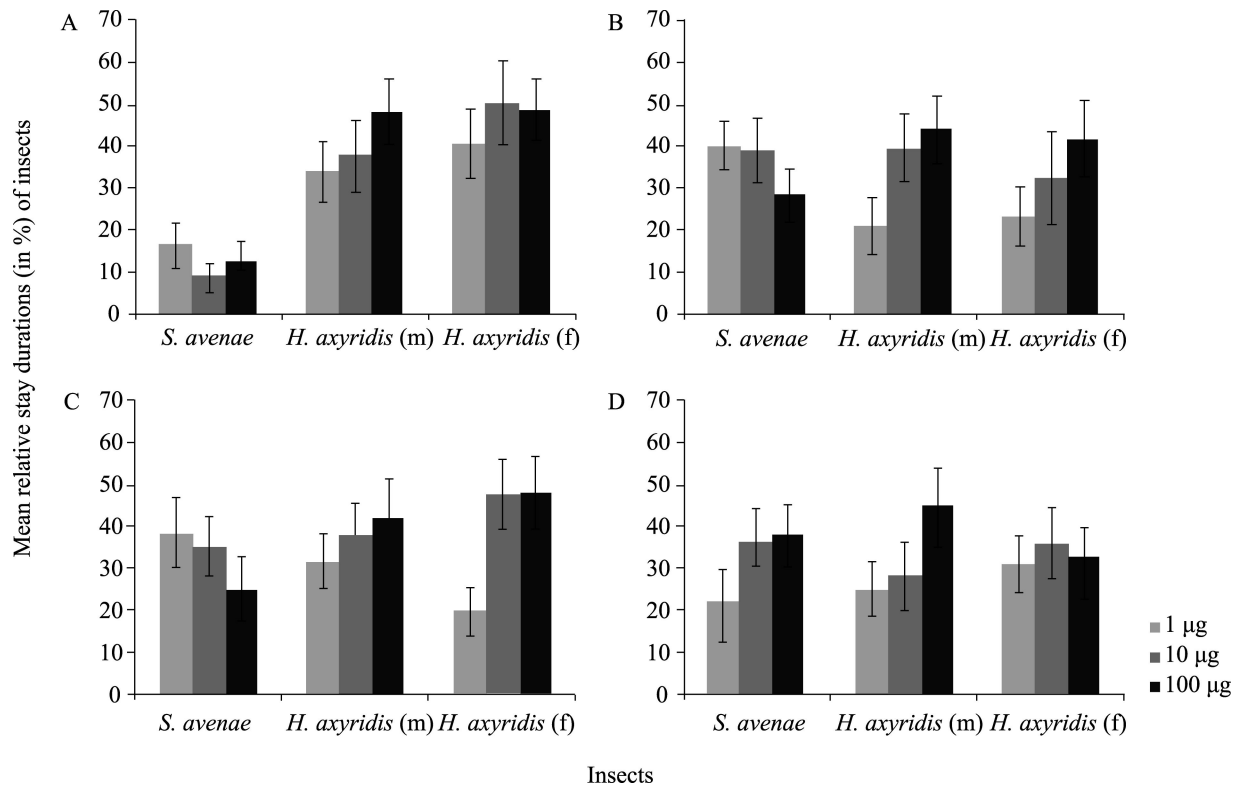 Mean relative stay durations (in %) of insects
A
70
60
50
40
30
20
10
0
S. avenae H. axyridis (m) H. axyridis (f)
B
70
60
50
40
30
20
10
0
S. avenae H. axyridis (m) H. axyridis (f)
C
70
60
50
40
30
20
10
0
S. avenae H. axyridis (m) H. axyridis (f)
D
70
60
50
40
30
20
10
0
S. avenae H. axyridis (m) H. axyridis (f)
1 μg
10 μg
100 μg
Insects